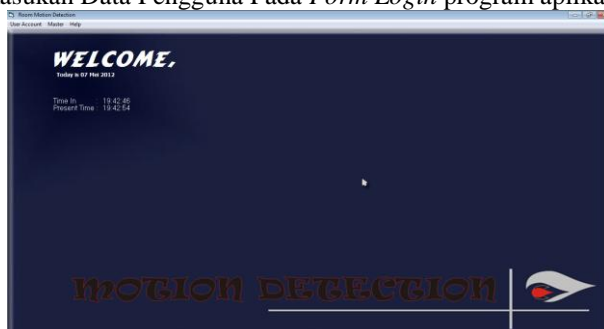 asukan Data Pengguna Pada Form Login program aplika
Room Motion Detection
User Account Master Help
WELCOME,
Today is 07 Mei 2012
Time In : 19:42:46
Present Time : 19:42:54
MOTION DETECTION